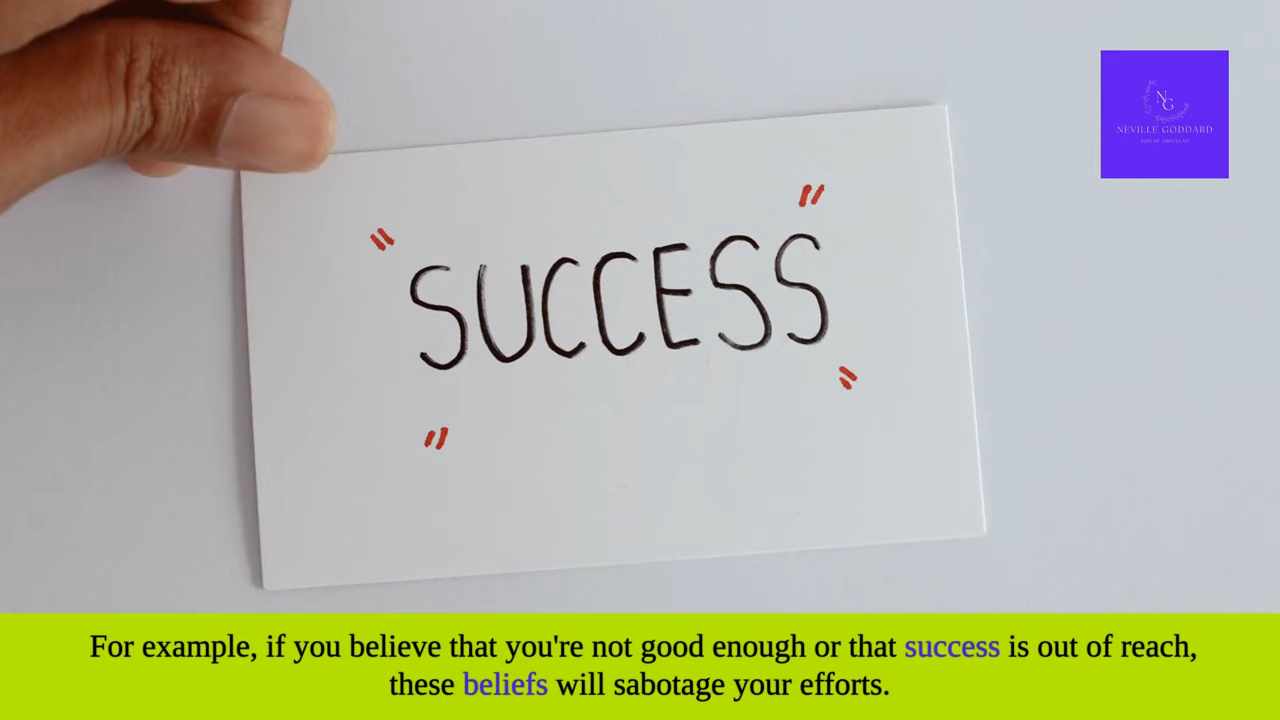 NG
NEVILLE GODDARD
SUCCESS
For example, if you believe that you're not good enough or that success is out of reach,
these beliefs will sabotage your efforts.